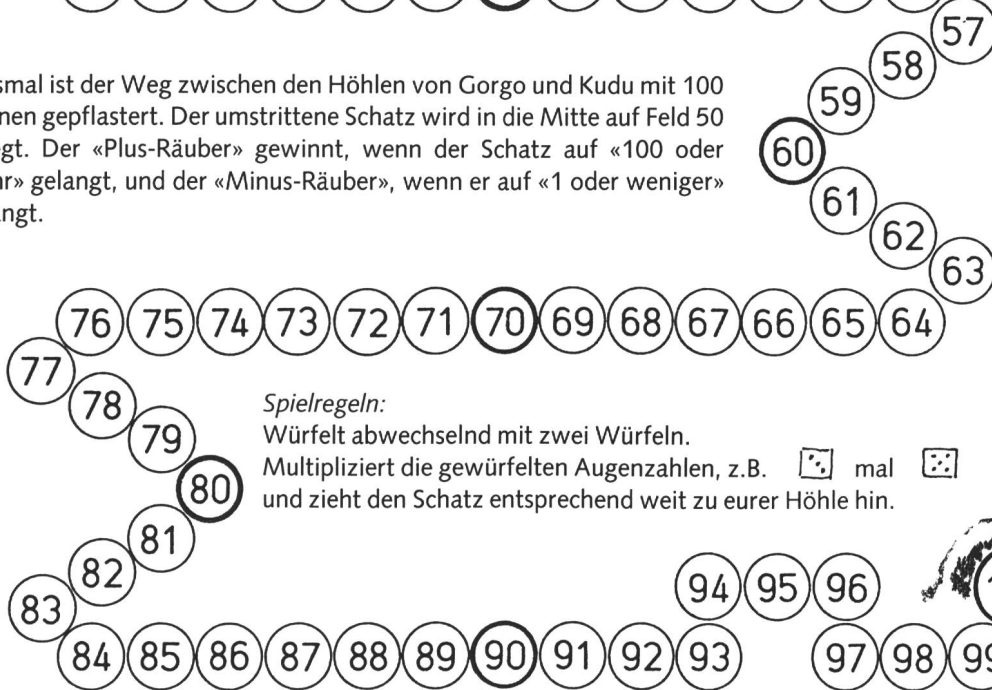 57
58
smal ist der Weg zwischen den Höhlen von Gorgo und Kudu mit 100
59
nen gepflastert. Der umstrittene Schatz wird in die Mitte auf Feld 50
60
gt. Der «Plus-Räuber» gewinnt, wenn der Schatz auf «100 oder
hr» gelangt, und der «Minus-Räuber», wenn er auf «1 oder weniger»
61
ngt.
62
63
76 75 74 73 72 71 70 69 68 67 66 65 64
77
78
79
80
Spielregeln:
Würfelt abwechselnd mit zwei Würfeln.
Multipliziert die gewürfelten Augenzahlen, z.B. mal
und zieht den Schatz entsprechend weit zu eurer Höhle hin.
81
82
83
94 95 96
84 85 86 87 88 89 90 91 92 93 97 98 99